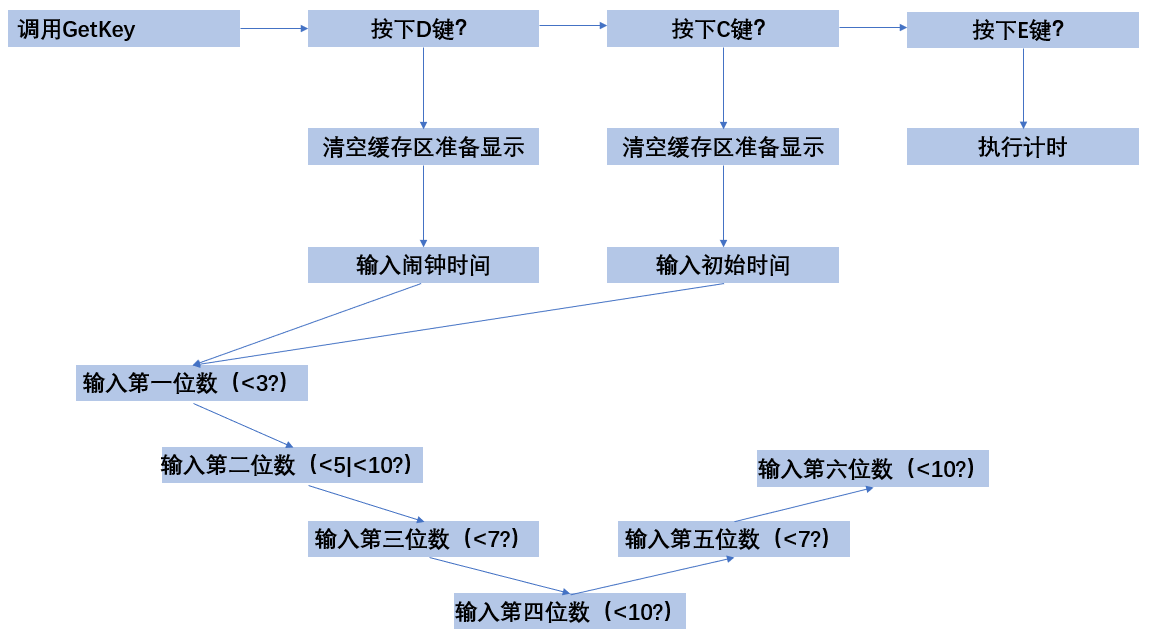 调用GetKey
按下D键？
按下C键？
按下E键？
清空缓存区准备显示
清空缓存区准备显示
执行计时
输入闹钟时间
输入初始时间
输入第一位数（<3?）
输入第二位数（<5|<10?）
输入第三位数（<7?）
输入第四位数（<10?）
输入第五位数（<7?）
输入第六位数（<10?）